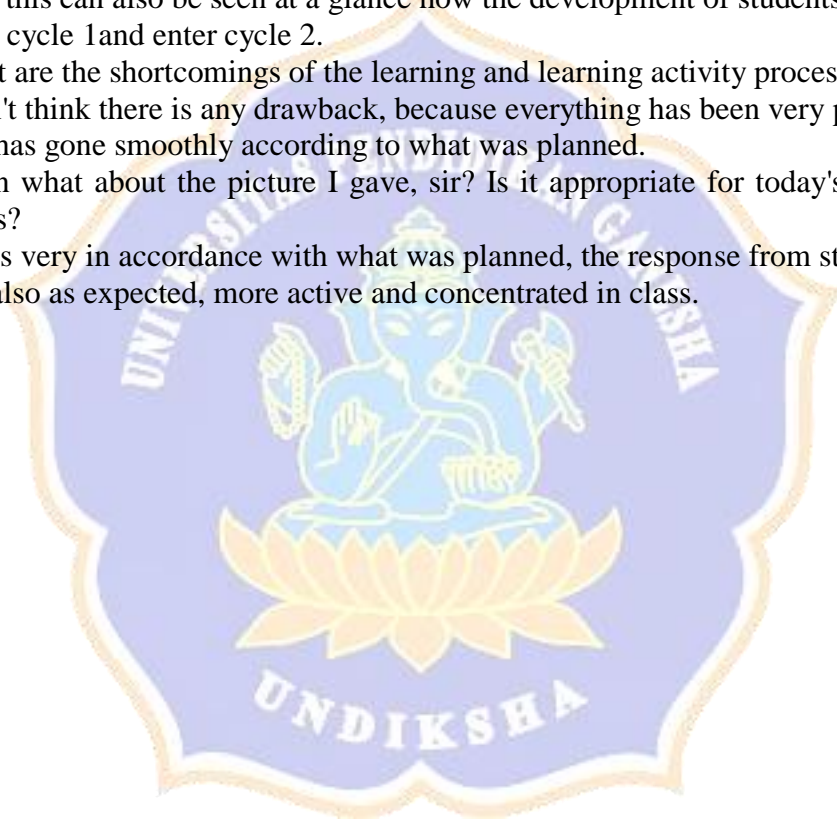 this can also be seen at a glance how the development of students
cycle 1and enter cycle 2.
t are the shortcomings of the learning and learning activity proces
't think there is any drawback, because everything has been very p
has gone smoothly according to what was planned.
n what about the picture I gave, sir? Is it appropriate for today's
s?
s very in accordance with what was planned, the response from st
also as expected, more active and concentrated in class.
UNIVERSITAS PENDIDIKAN GANESHA
UNDIKSHA